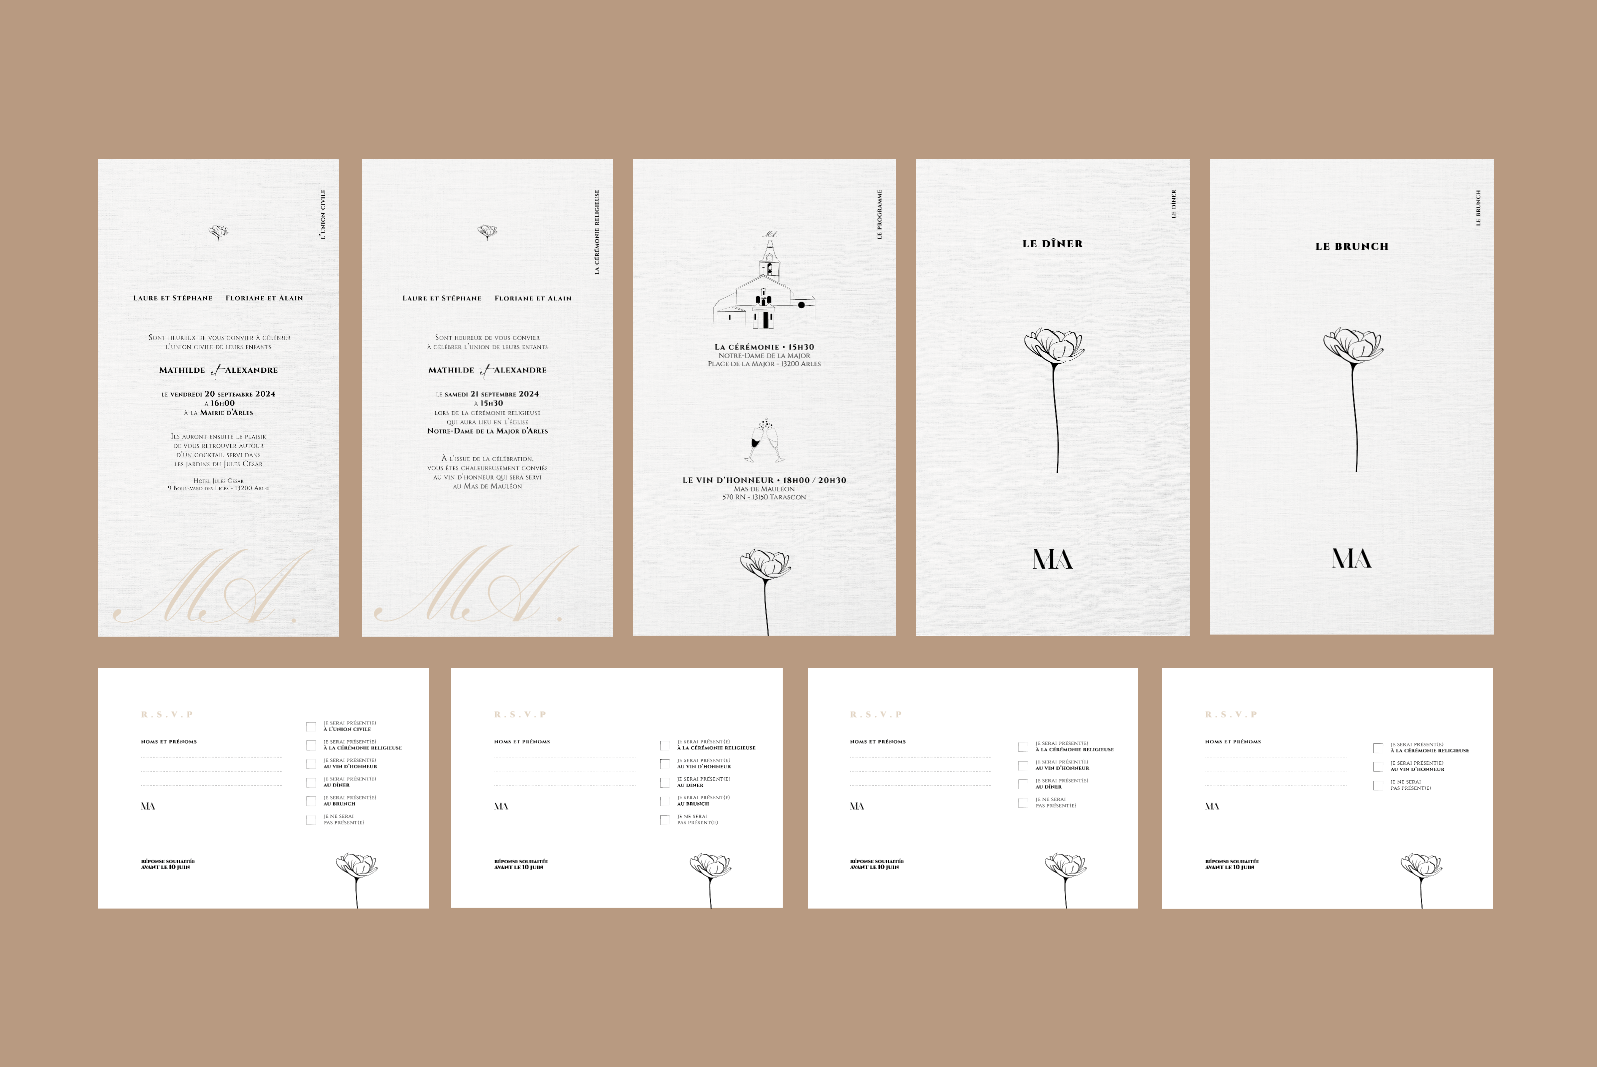 L'UNION CIVILE
LAURE ET STÉPHANE FLORIANE ET ALAIN
SONT HEUREUX DE VOUS CONVIER À CÉLÉBRER
L'UNION CIVILE DE LEURS ENFANTS
MATHILDE et ALEXANDRE
LE VENDREDI 20 SEPTEMBRE 2024
À 16H00
À LA MAIRIE D'ARLES
ILS AURONT ENSUITE LE PLAISIR
DE VOUS RETROUVER AUTOUR
D'UN COCKTAIL SERVI DANS
LES JARDINS DU JULES CÉSAR
HÔTEL JULES CÉSAR
9 BOULEVARD DES LICES - 13200 ARLES
MA.
LA CÉRÉMONIE RELIGIEUSE
LAURE ET STÉPHANE FLORIANE ET ALAIN
SONT HEUREUX DE VOUS CONVIER
À CÉLÉBRER L'UNION DE LEURS ENFANTS
MATHILDE et ALEXANDRE
LE SAMEDI 21 SEPTEMBRE 2024
À 15H30
LORS DE LA CÉRÉMONIE RELIGIEUSE
QUI AURA LIEU EN L'ÉGLISE
NOTRE-DAME DE LA MAJOR D'ARLES
À L'ISSUE DE LA CÉLÉBRATION,
VOUS ÊTES CHALEUREUSEMENT CONVIÉS
AU VIN D'HONNEUR QUI SERA SERVI
AU MAS DE MAULÉON
MA.
LE PROGRAMME
MA
LA CÉRÉMONIE • 15H30
NOTRE-DAME DE LA MAJOR
PLACE DE LA MAJOR - 13200 ARLES
LE VIN D'HONNEUR • 18H00 / 20H30
MAS DE MAULÉON
570 RN - 13150 TARASCON
LE DÎNER
LE DÎNER
MA
LE BRUNCH
LE BRUNCH
MA
R.S.V.P
NOMS ET PRÉNOMS
MA
RÉPONSE SOUHAITÉE
AVANT LE 10 JUIN
JE SERAI PRÉSENT(E)
À L'UNION CIVILE
JE SERAI PRÉSENT(E)
À LA CÉRÉMONIE RELIGIEUSE
JE SERAI PRÉSENT(E)
AU VIN D'HONNEUR
JE SERAI PRÉSENT(E)
AU DÎNER
JE SERAI PRÉSENT(E)
AU BRUNCH
JE NE SERAI
PAS PRÉSENT(E)
R.S.V.P
NOMS ET PRÉNOMS
MA
RÉPONSE SOUHAITÉE
AVANT LE 10 JUIN
JE SERAI PRÉSENT(E)
À LA CÉRÉMONIE RELIGIEUSE
JE SERAI PRÉSENT(E)
AU VIN D'HONNEUR
JE SERAI PRÉSENT(E)
AU DÎNER
JE SERAI PRÉSENT(E)
AU BRUNCH
JE NE SERAI
PAS PRÉSENT(E)
R.S.V.P
NOMS ET PRÉNOMS
MA
RÉPONSE SOUHAITÉE
AVANT LE 10 JUIN
JE SERAI PRÉSENT(E)
À LA CÉRÉMONIE RELIGIEUSE
JE SERAI PRÉSENT(E)
AU VIN D'HONNEUR
JE SERAI PRÉSENT(E)
AU DÎNER
JE NE SERAI
PAS PRÉSENT(E)
R.S.V.P
NOMS ET PRÉNOMS
MA
RÉPONSE SOUHAITÉE
AVANT LE 10 JUIN
JE SERAI PRÉSENT(E)
À LA CÉRÉMONIE RELIGIEUSE
JE SERAI PRÉSENT(E)
AU VIN D'HONNEUR
JE NE SERAI
PAS PRÉSENT(E)